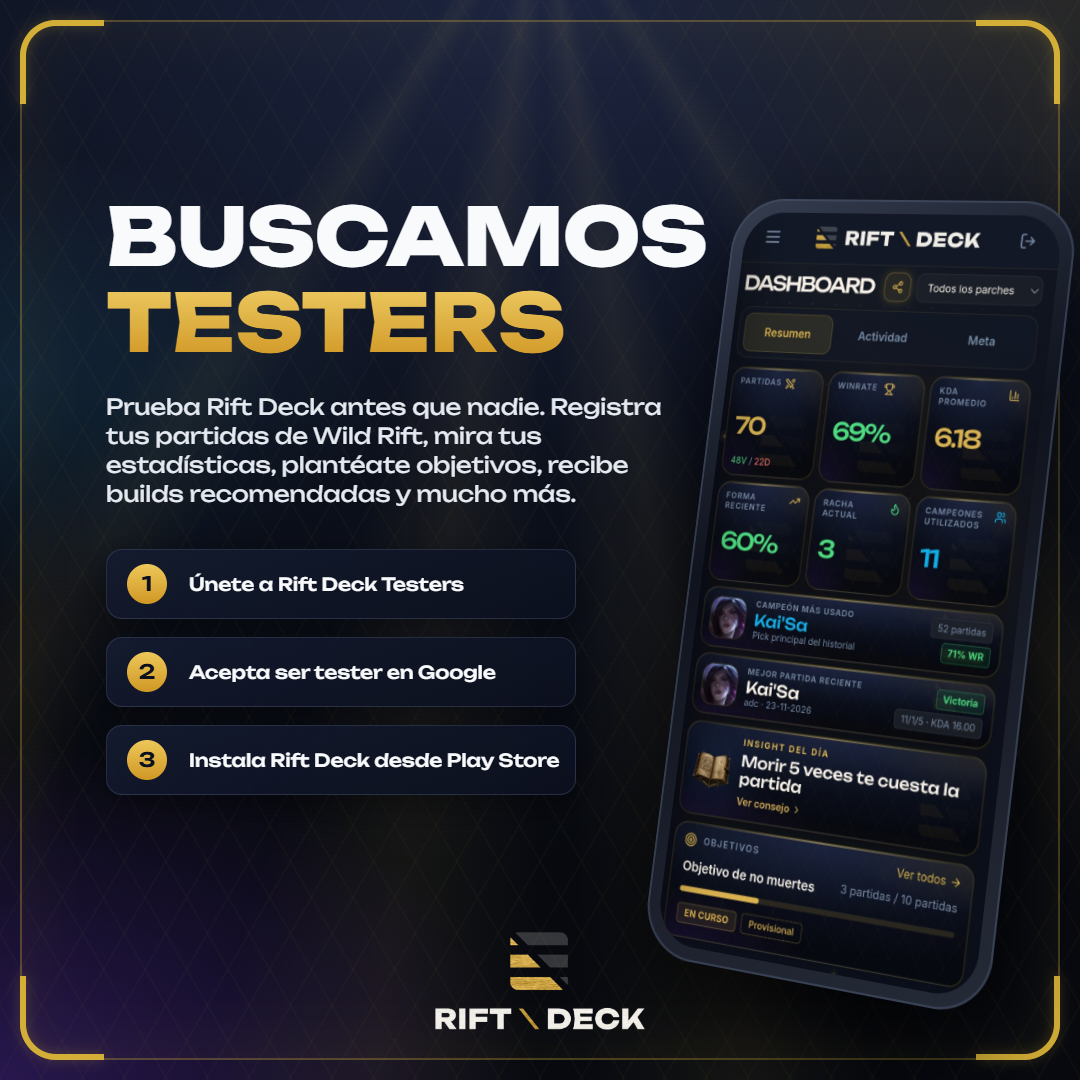 BUSCAMOS
TESTERS
Prueba Rift Deck antes que nadie. Registra
tus partidas de Wild Rift, mira tus
estadísticas, plantéate objetivos, recibe
builds recomendadas y mucho más.
1 Únete a Rift Deck Testers
2 Acepta ser tester en Google
3 Instala Rift Deck desde Play Store
RIFT \ DECK
DASHBOARD Todos los parches
Resumen Actividad Meta
PARTIDAS
70
48V / 22D
WINRATE
69%
KDA
PROMEDIO
6.18
FORMA
RECIENTE
60%
RACHA
ACTUAL
3
CAMPEONES
UTILIZADOS
11
CAMPEÓN MÁS USADO
Kai'Sa
Pick principal del historial
52 partidas
71% WR
MEJOR PARTIDA RECIENTE
Kai'Sa
adc · 23-11-2026
Victoria
11/1/5 · KDA 16.00
INSIGHT DEL DÍA
Morir 5 veces te cuesta la
partida
Ver consejo >
OBJETIVOS
Ver todos →
Objetivo de no muertes
3 partidas / 10 partidas
EN CURSO Provisional
RIFT \ DECK